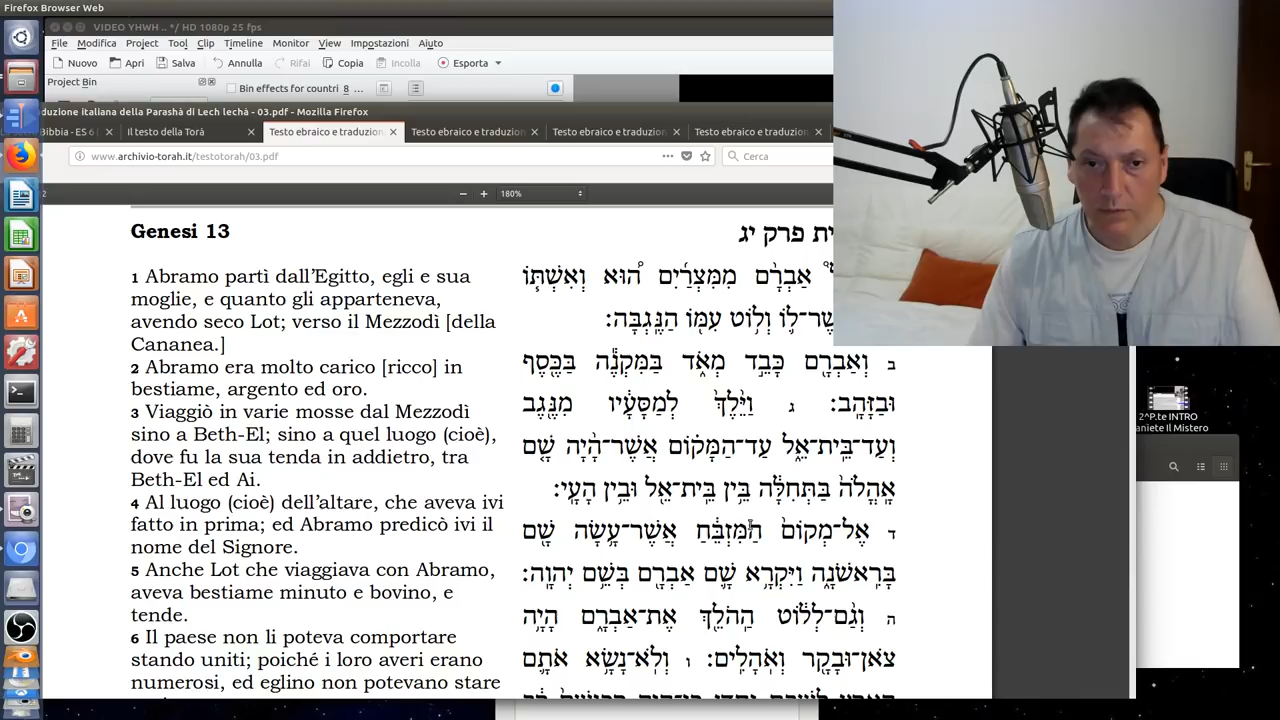 Firefox Browser Web
VIDEO YHWH .. */ HD 1080p 25 fps
File Modifica Project Tool Clip Timeline Monitor View Impostazioni Aiuto
Nuovo Apri Salva Annulla Rifai Copia Incolla Esporta
Project Bin
Bin effects for countri 8 ...
duzione italiana della Parashà di Lech lechà - 03.pdf - Mozilla Firefox
Bibbia - ES 6 Il testo della Torà Testo ebraico e traduzion Testo ebraico e traduzion Testo ebraico e traduzion Testo ebraico e traduzion
www.archivio-torah.it/testotorah/03.pdf Cerca
2 180%
Genesi 13
1 Abramo partì dall'Egitto, egli e sua
moglie, e quanto gli apparteneva,
avendo seco Lot; verso il Mezzodì [della
Cananea.]
2 Abramo era molto carico [ricco] in
bestiame, argento ed oro.
3 Viaggiò in varie mosse dal Mezzodì
sino a Beth-El; sino a quel luogo (cioè),
dove fu la sua tenda in addietro, tra
Beth-El ed Ai.
4 Al luogo (cioè) dell'altare, che aveva ivi
fatto in prima; ed Abramo predicò ivi il
nome del Signore.
5 Anche Lot che viaggiava con Abramo,
aveva bestiame minuto e bovino, e
tende.
6 Il paese non li poteva comportare
stando uniti; poiché i loro averi erano
numerosi, ed eglino non potevano stare
ית פרק יג
אַבְרָ֨ם מִמִּצְרַ֜יִם ה֠וּא וְאִשְׁתּ֧וֹ
שֶׁר־ל֛וֹ וְל֥וֹט עִמּ֖וֹ הַנֶּֽגְבָּה׃
ב וְאַבְרָ֖ם כָּבֵ֣ד מְאֹ֑ד בַּמִּקְנֶ֕ה בַּכֶּ֖סֶף
וּבַזָּהָֽב׃ ג וַיֵּ֙לֶךְ֙ לְמַסָּעָ֔יו מִנֶּ֖גֶב
וְעַד־בֵּֽית־אֵ֑ל עַד־הַמָּק֗וֹם אֲשֶׁר־הָ֨יָה שָׁ֤ם
אָֽהֳלֹה֙ בַּתְּחִלָּ֔ה בֵּ֥ין בֵּֽית־אֵ֖ל וּבֵ֥ין הָעָֽי׃
ד אֶל־מְקוֹם֙ הַמִּזְבֵּ֔חַ אֲשֶׁר־עָ֥שָׂה שָׁ֖ם
בָּרִֽאשֹׁנָ֑ה וַיִּקְרָ֥א שָׁ֛ם אַבְרָ֖ם בְּשֵׁ֥ם יְהוָֽה׃
ה וְגַם־לְל֔וֹט הַהֹלֵ֖ךְ אֶת־אַבְרָ֑ם הָיָ֥ה
צֹאן־וּבָקָ֖ר וְאֹהָלִֽים׃ ו וְלֹא־נָשָׂ֥א אֹתָ֛ם
2^P.te INTRO
aniete Il Mistero